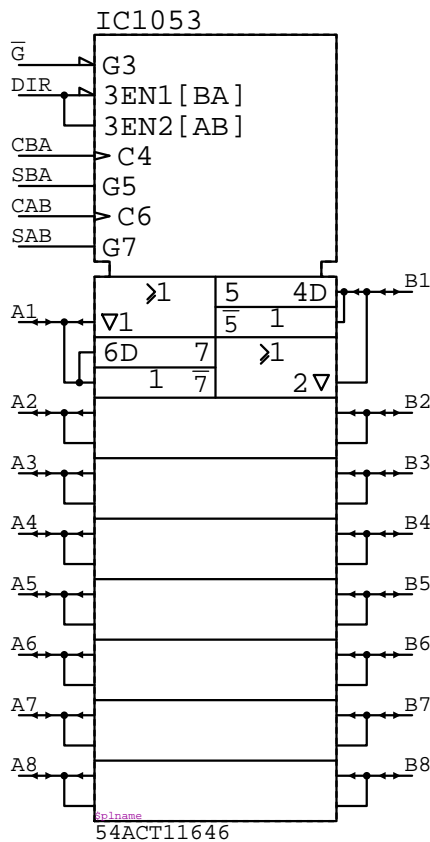 IC1053
G̅ G3
DIR 3EN1[BA]
3EN2[AB]
CBA C4
SBA G5
CAB C6
SAB G7
≥1 5 4D B1
A1 ▽1 5̅ 1
6D 7 ≥1
1 7̅ 2▽
A2 B2
A3 B3
A4 B4
A5 B5
A6 B6
A7 B7
A8 B8
Splname
54ACT11646